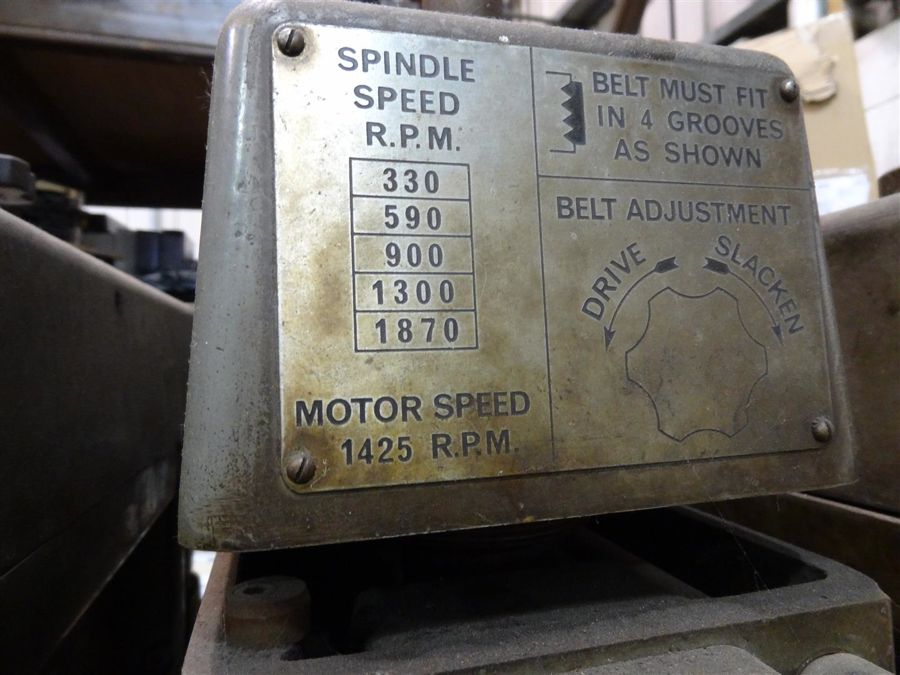 SPINDLE
SPEED
R.P.M.
330
590
900
1300
1870
MOTOR SPEED
1425 R.P.M.
BELT MUST FIT
IN 4 GROOVES
AS SHOWN
BELT ADJUSTMENT
DRIVE
SLACKEN